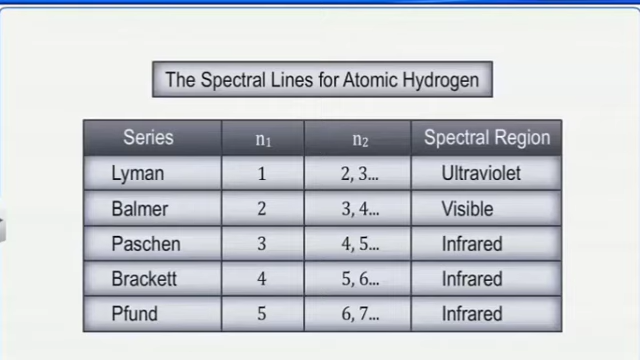 The Spectral Lines for Atomic Hydrogen
Series n₁ n₂ Spectral Region
Lyman 1 2, 3... Ultraviolet
Balmer 2 3, 4... Visible
Paschen 3 4, 5... Infrared
Brackett 4 5, 6... Infrared
Pfund 5 6, 7... Infrared